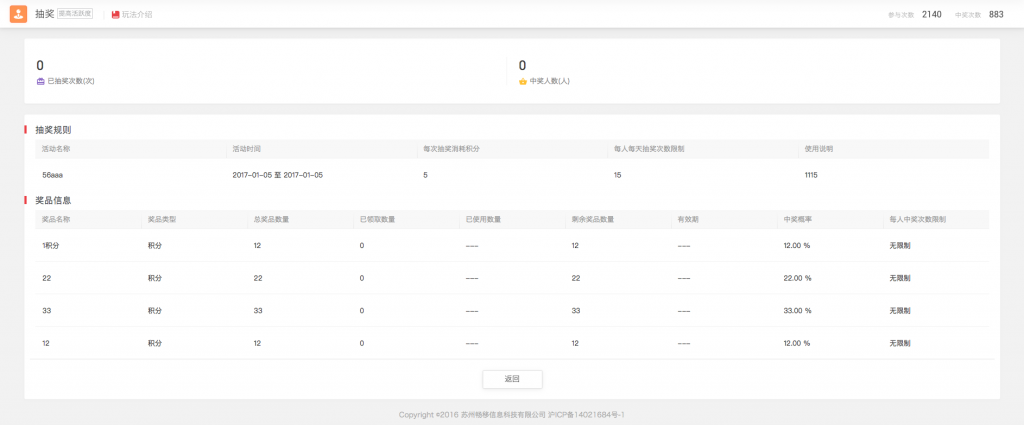 抽奖 提高活跃度 玩法介绍 参与次数 2140 中奖次数 883
0 0
已抽奖次数(次) 中奖人数(人)
抽奖规则
活动名称 活动时间 每次抽奖消耗积分 每人每天抽奖次数限制 使用说明
56aaa 2017-01-05 至 2017-01-05 5 15 1115
奖品信息
奖品名称 奖品类型 总奖品数量 已领取数量 已使用数量 剩余奖品数量 有效期 中奖概率 每人中奖次数限制
1积分 积分 12 0 --- 12 --- 12.00 % 无限制
22 积分 22 0 --- 22 --- 22.00 % 无限制
33 积分 33 0 --- 33 --- 33.00 % 无限制
12 积分 12 0 --- 12 --- 12.00 % 无限制
返回
Copyright ©2016 苏州畅移信息科技有限公司 沪ICP备14021684号-1